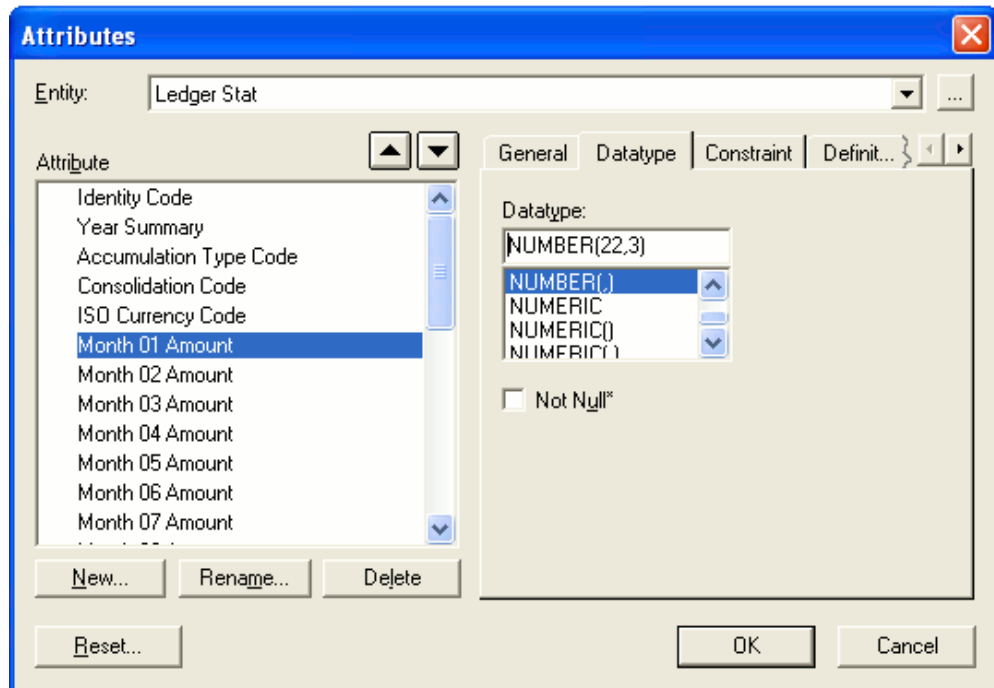 Attributes
Entity: Ledger Stat ...
Attribute
Identity Code
Year Summary
Accumulation Type Code
Consolidation Code
ISO Currency Code
Month 01 Amount
Month 02 Amount
Month 03 Amount
Month 04 Amount
Month 05 Amount
Month 06 Amount
Month 07 Amount
New... Rename... Delete
General Datatype Constraint Definit...
Datatype:
NUMBER(22,3)
NUMBER(,)
NUMERIC
NUMERIC()
NUMERIC(,)
Not Null*
Reset... OK Cancel